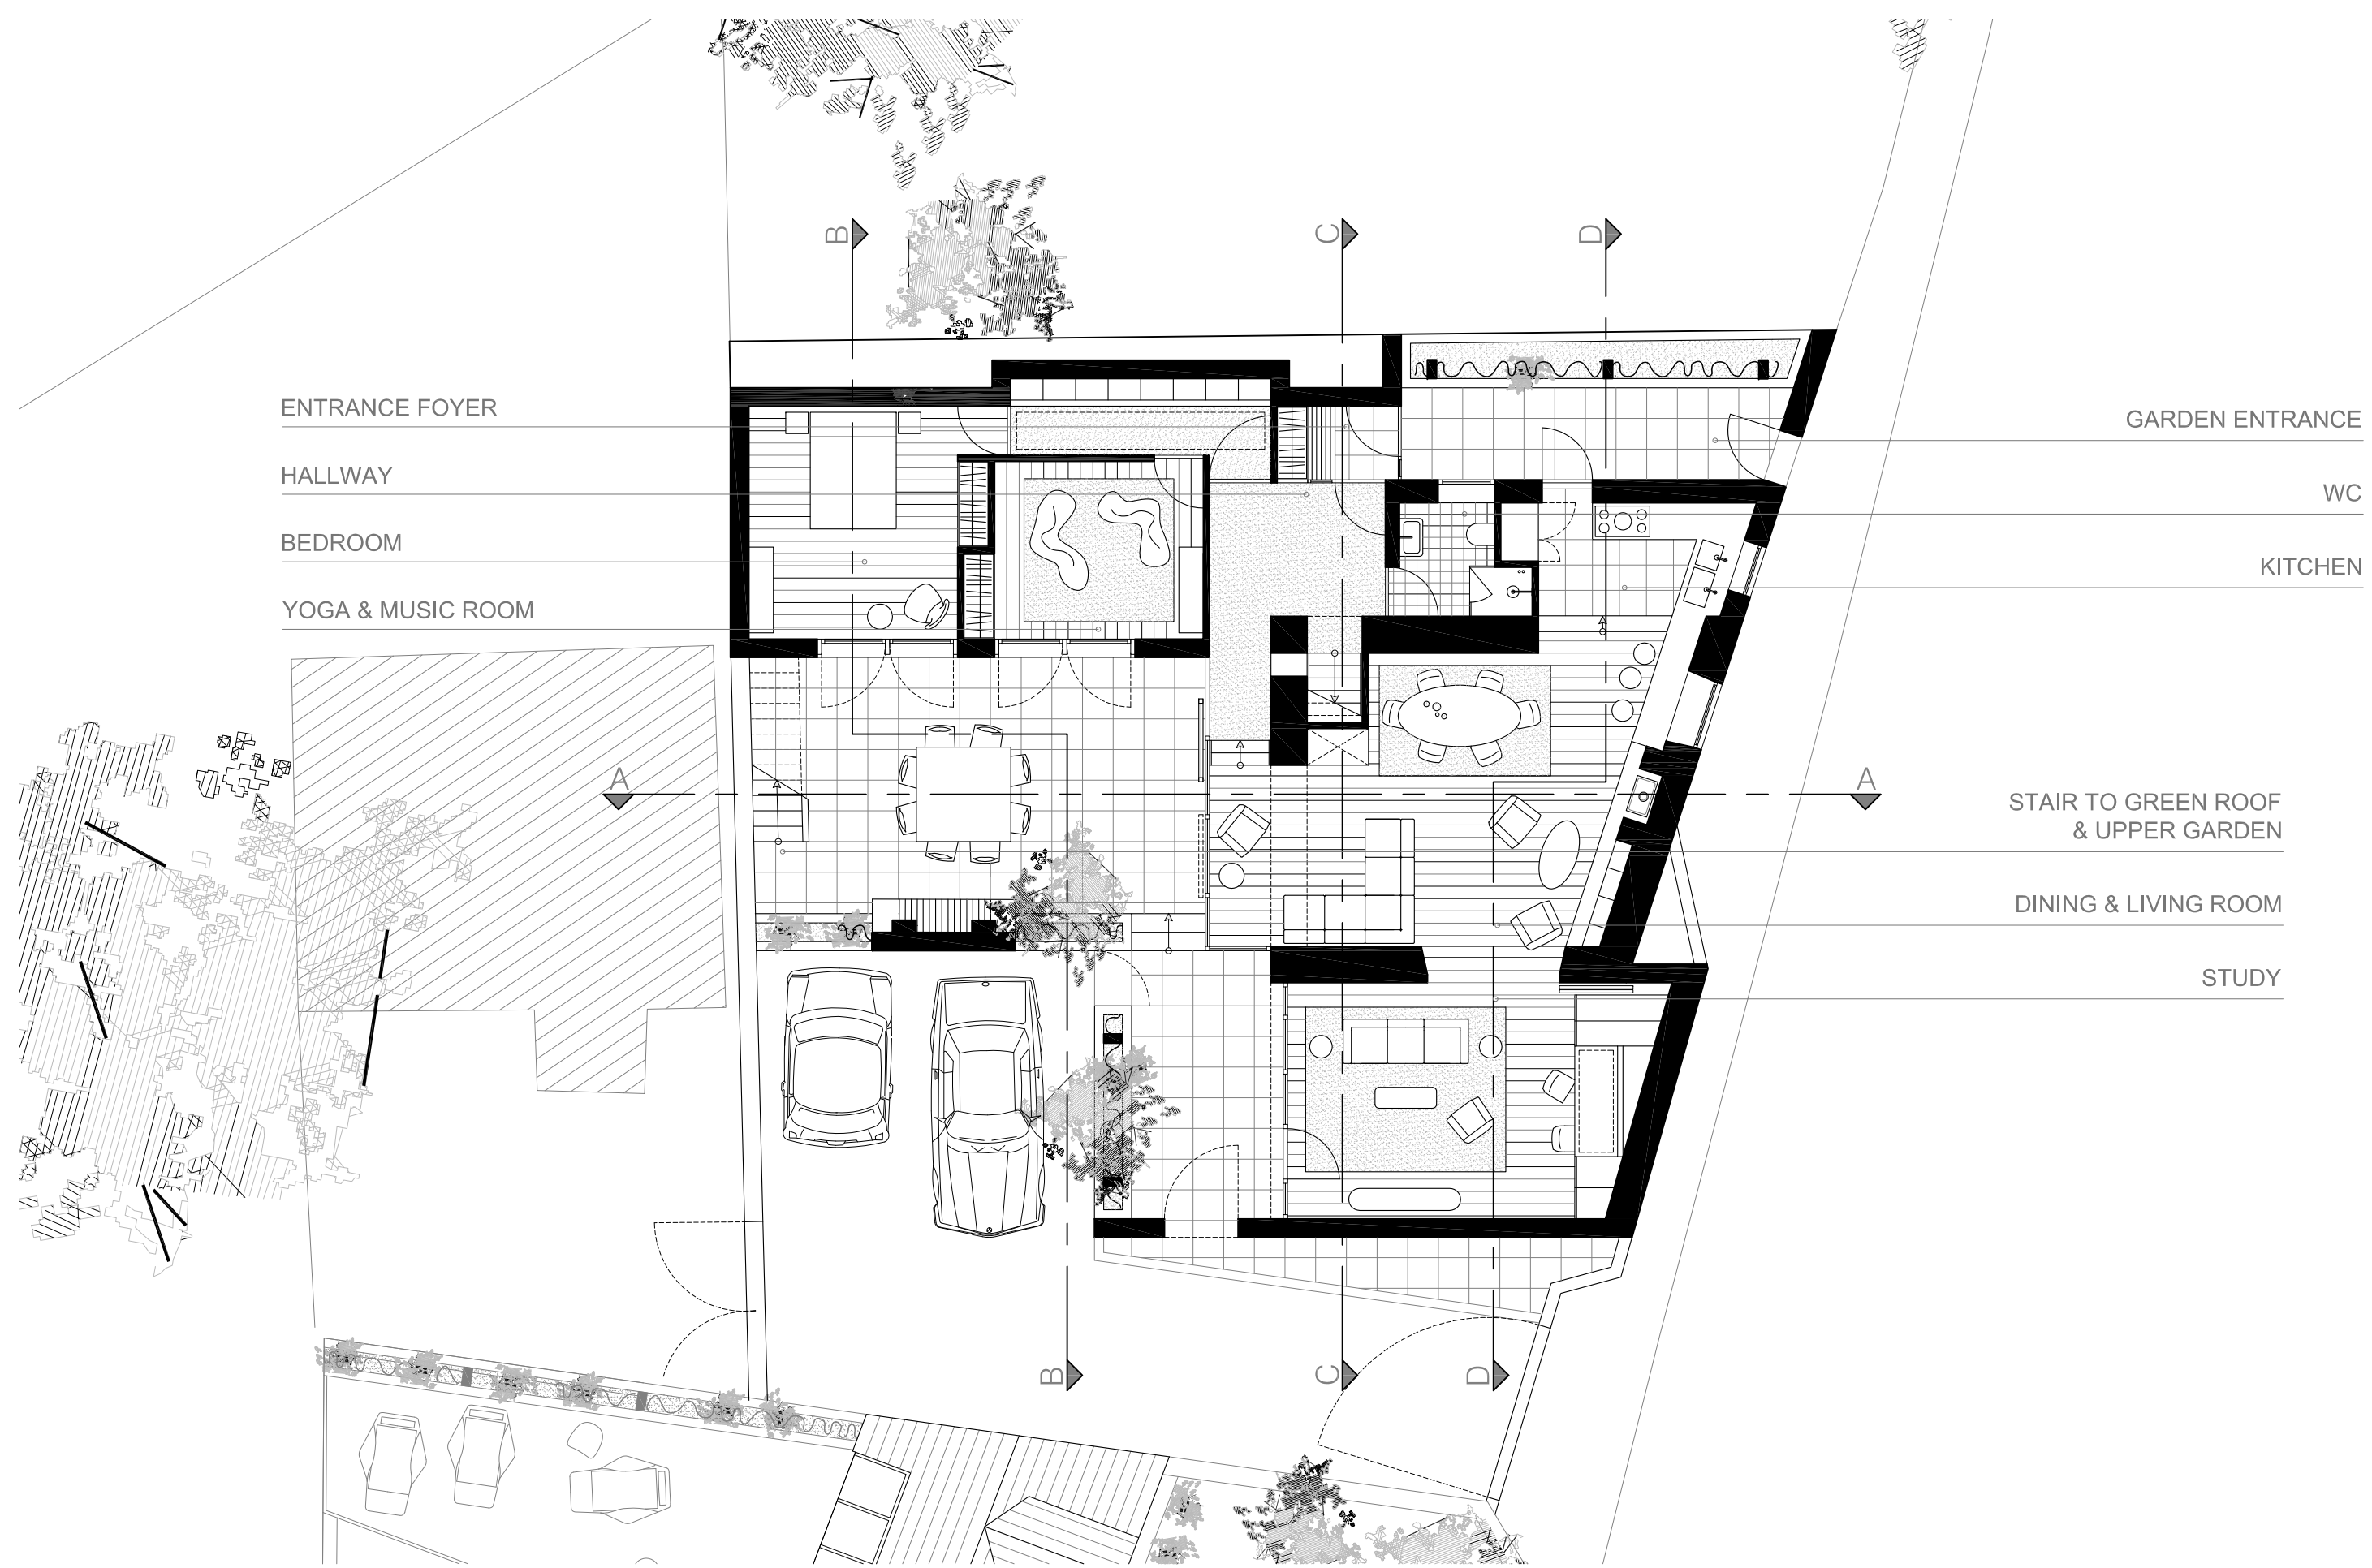 B
C
D
ENTRANCE FOYER
GARDEN ENTRANCE
HALLWAY
WC
BEDROOM
KITCHEN
YOGA & MUSIC ROOM
A
A
STAIR TO GREEN ROOF
& UPPER GARDEN
DINING & LIVING ROOM
STUDY
B
C
D